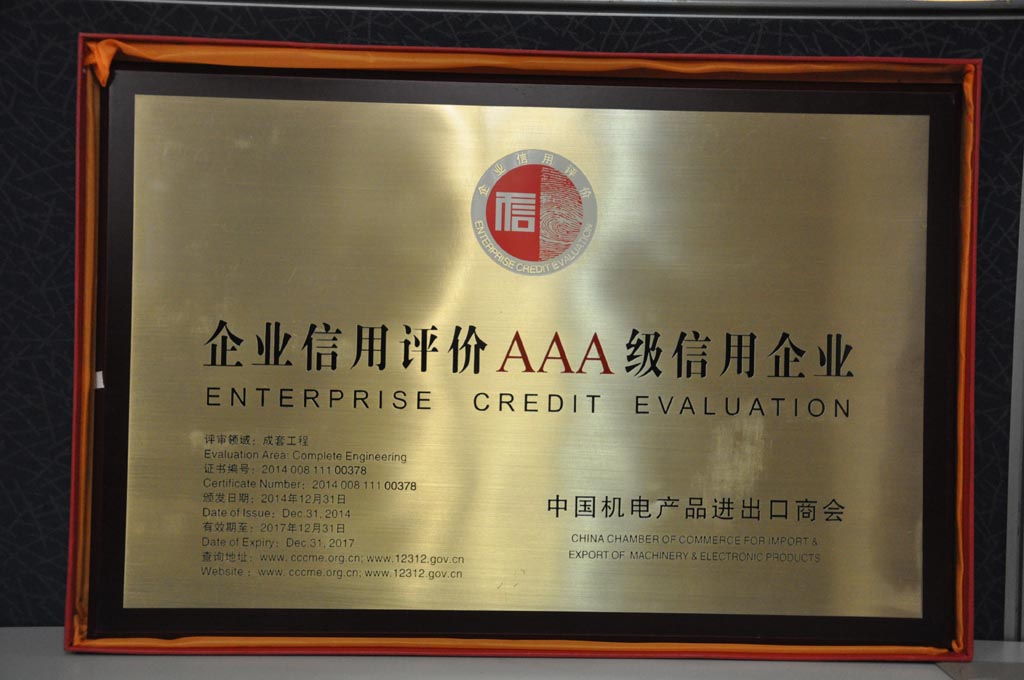 企业信用评价
信
ENTERPRISE CREDIT EVALUATION
企业信用评价AAA级信用企业
ENTERPRISE CREDIT EVALUATION
评审领域：成套工程
Evaluation Area: Complete Engineering
证书编号：2014 008 111 00378
Certificate Number：2014 008 111 00378
颁发日期：2014年12月31日
Date of Issue：Dec.31, 2014
有效期至：2017年12月31日
Date of Expiry：Dec.31, 2017
查询地址：www.cccme.org.cn; www.12312.gov.cn
Website：www.cccme.org.cn; www.12312.gov.cn
中国机电产品进出口商会
CHINA CHAMBER OF COMMERCE FOR IMPORT &
EXPORT OF MACHINERY & ELECTRONIC PRODUCTS